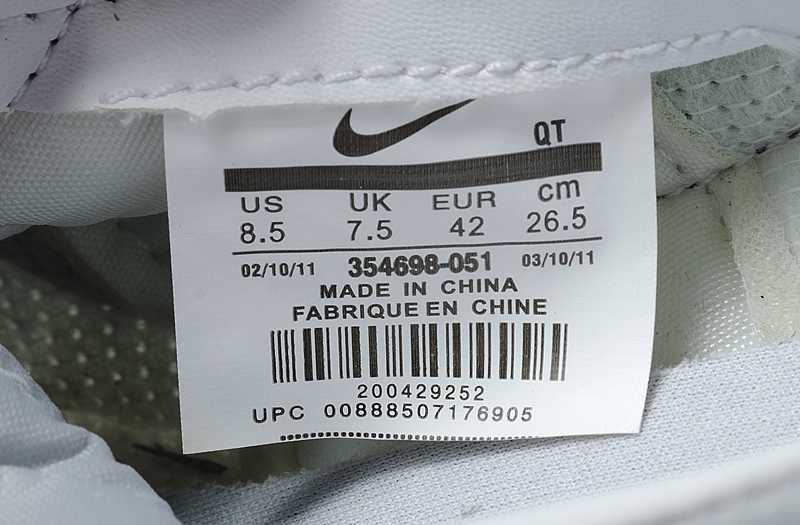 QT
US UK EUR cm
8.5 7.5 42 26.5
02/10/11 354698-051 03/10/11
MADE IN CHINA
FABRIQUE EN CHINE
200429252
UPC 00888507176905